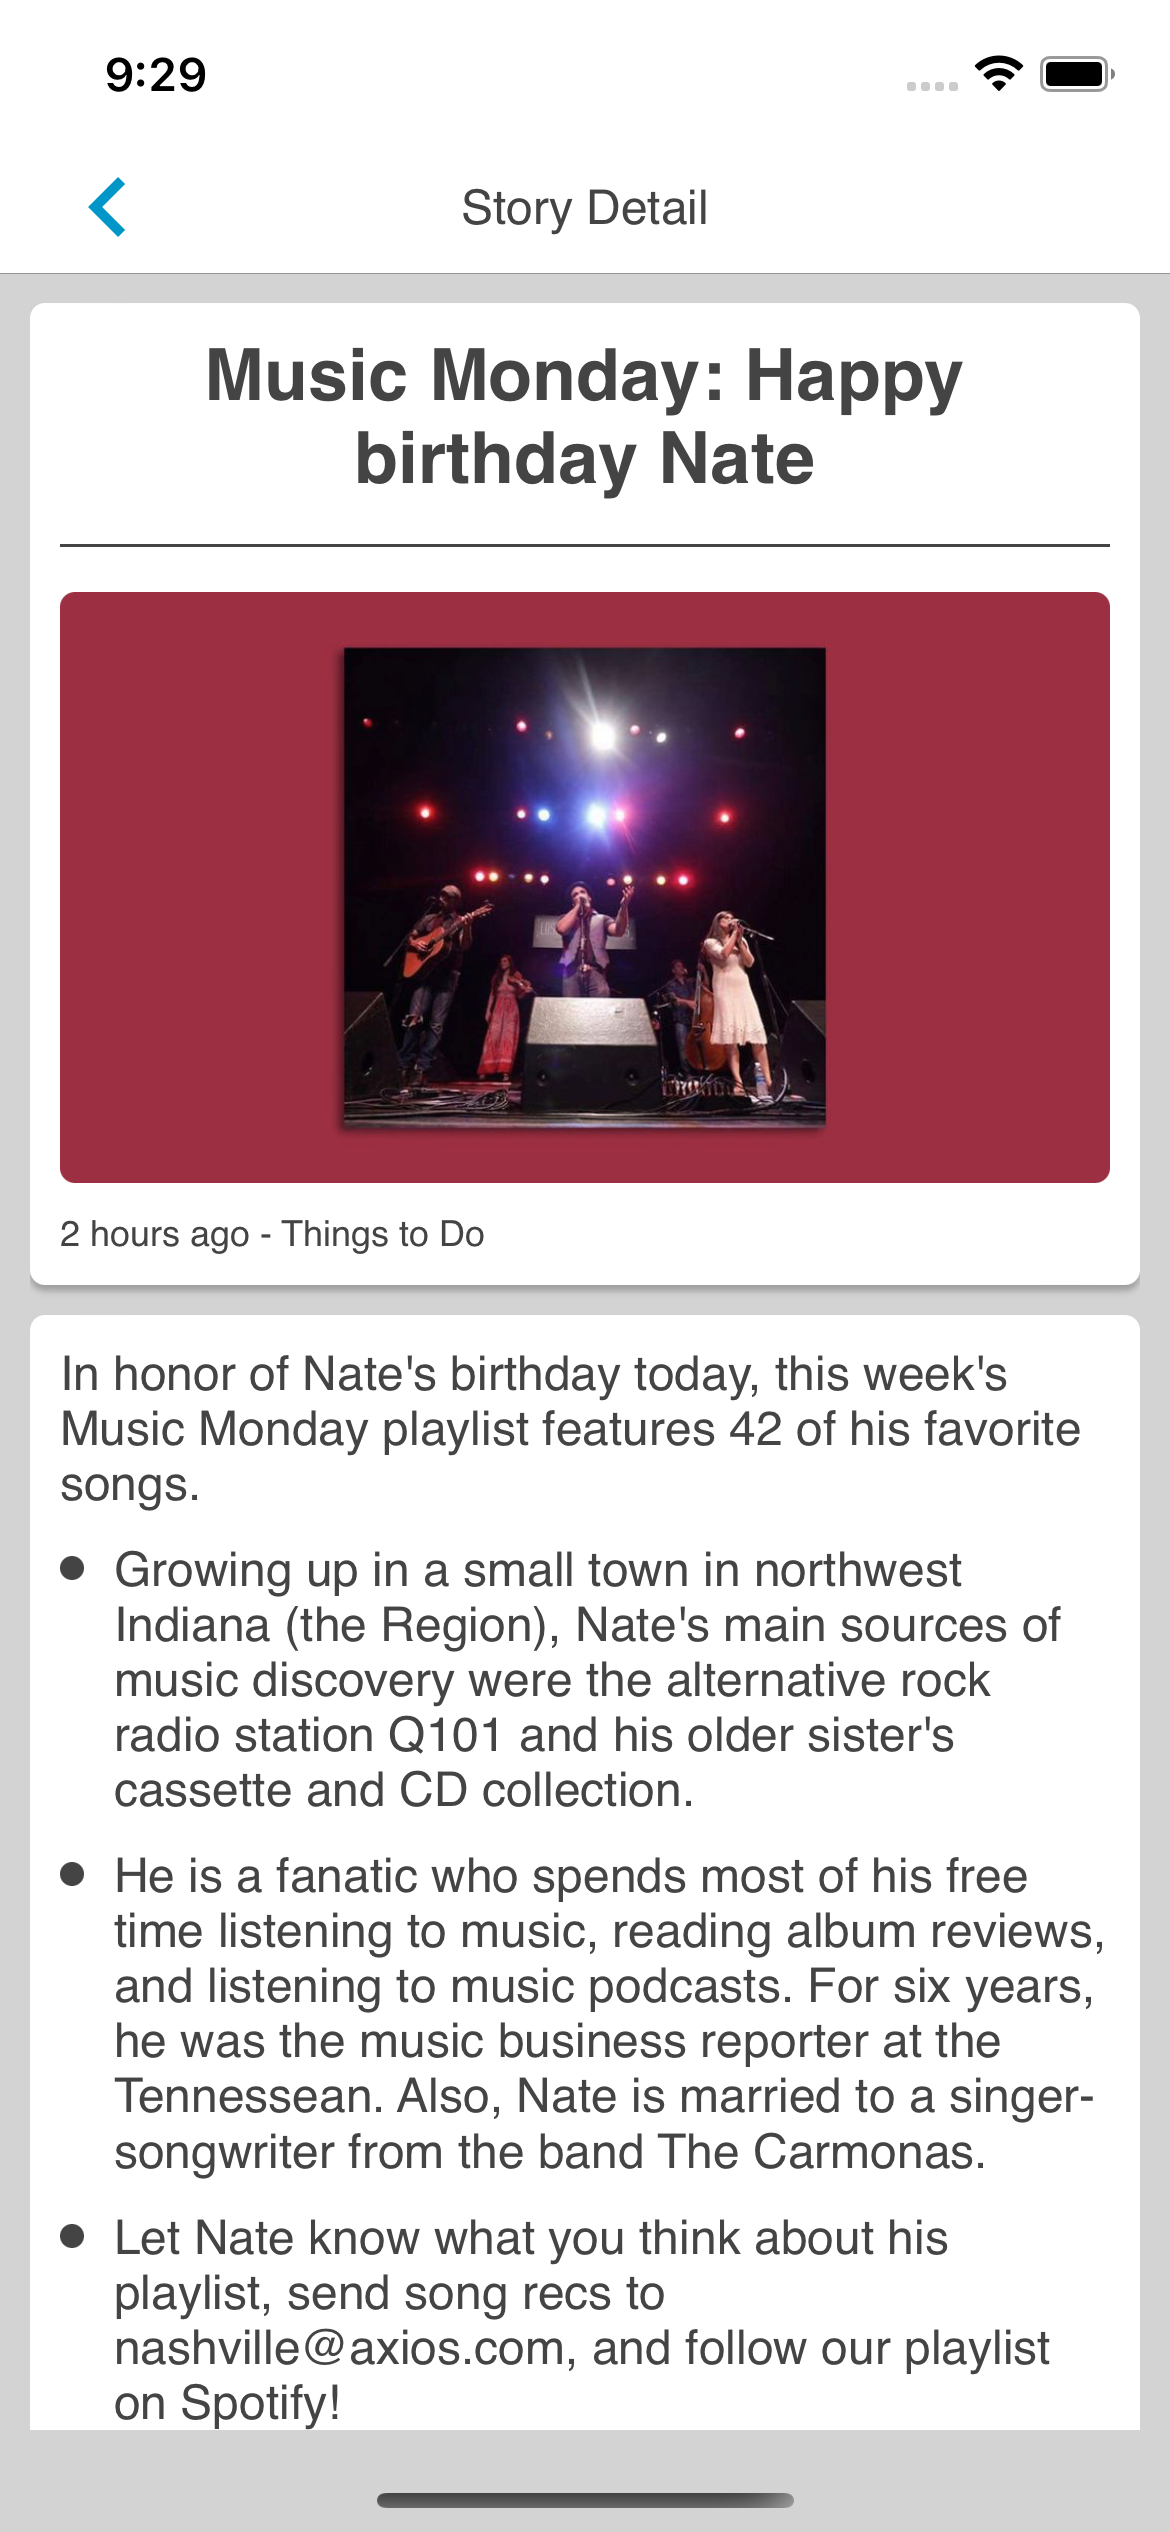 9:29
Story Detail
Music Monday: Happy
birthday Nate
2 hours ago - Things to Do
In honor of Nate's birthday today, this week's
Music Monday playlist features 42 of his favorite
songs.
Growing up in a small town in northwest
Indiana (the Region), Nate's main sources of
music discovery were the alternative rock
radio station Q101 and his older sister's
cassette and CD collection.
He is a fanatic who spends most of his free
time listening to music, reading album reviews,
and listening to music podcasts. For six years,
he was the music business reporter at the
Tennessean. Also, Nate is married to a singer-
songwriter from the band The Carmonas.
Let Nate know what you think about his
playlist, send song recs to
nashville@axios.com, and follow our playlist
on Spotify!